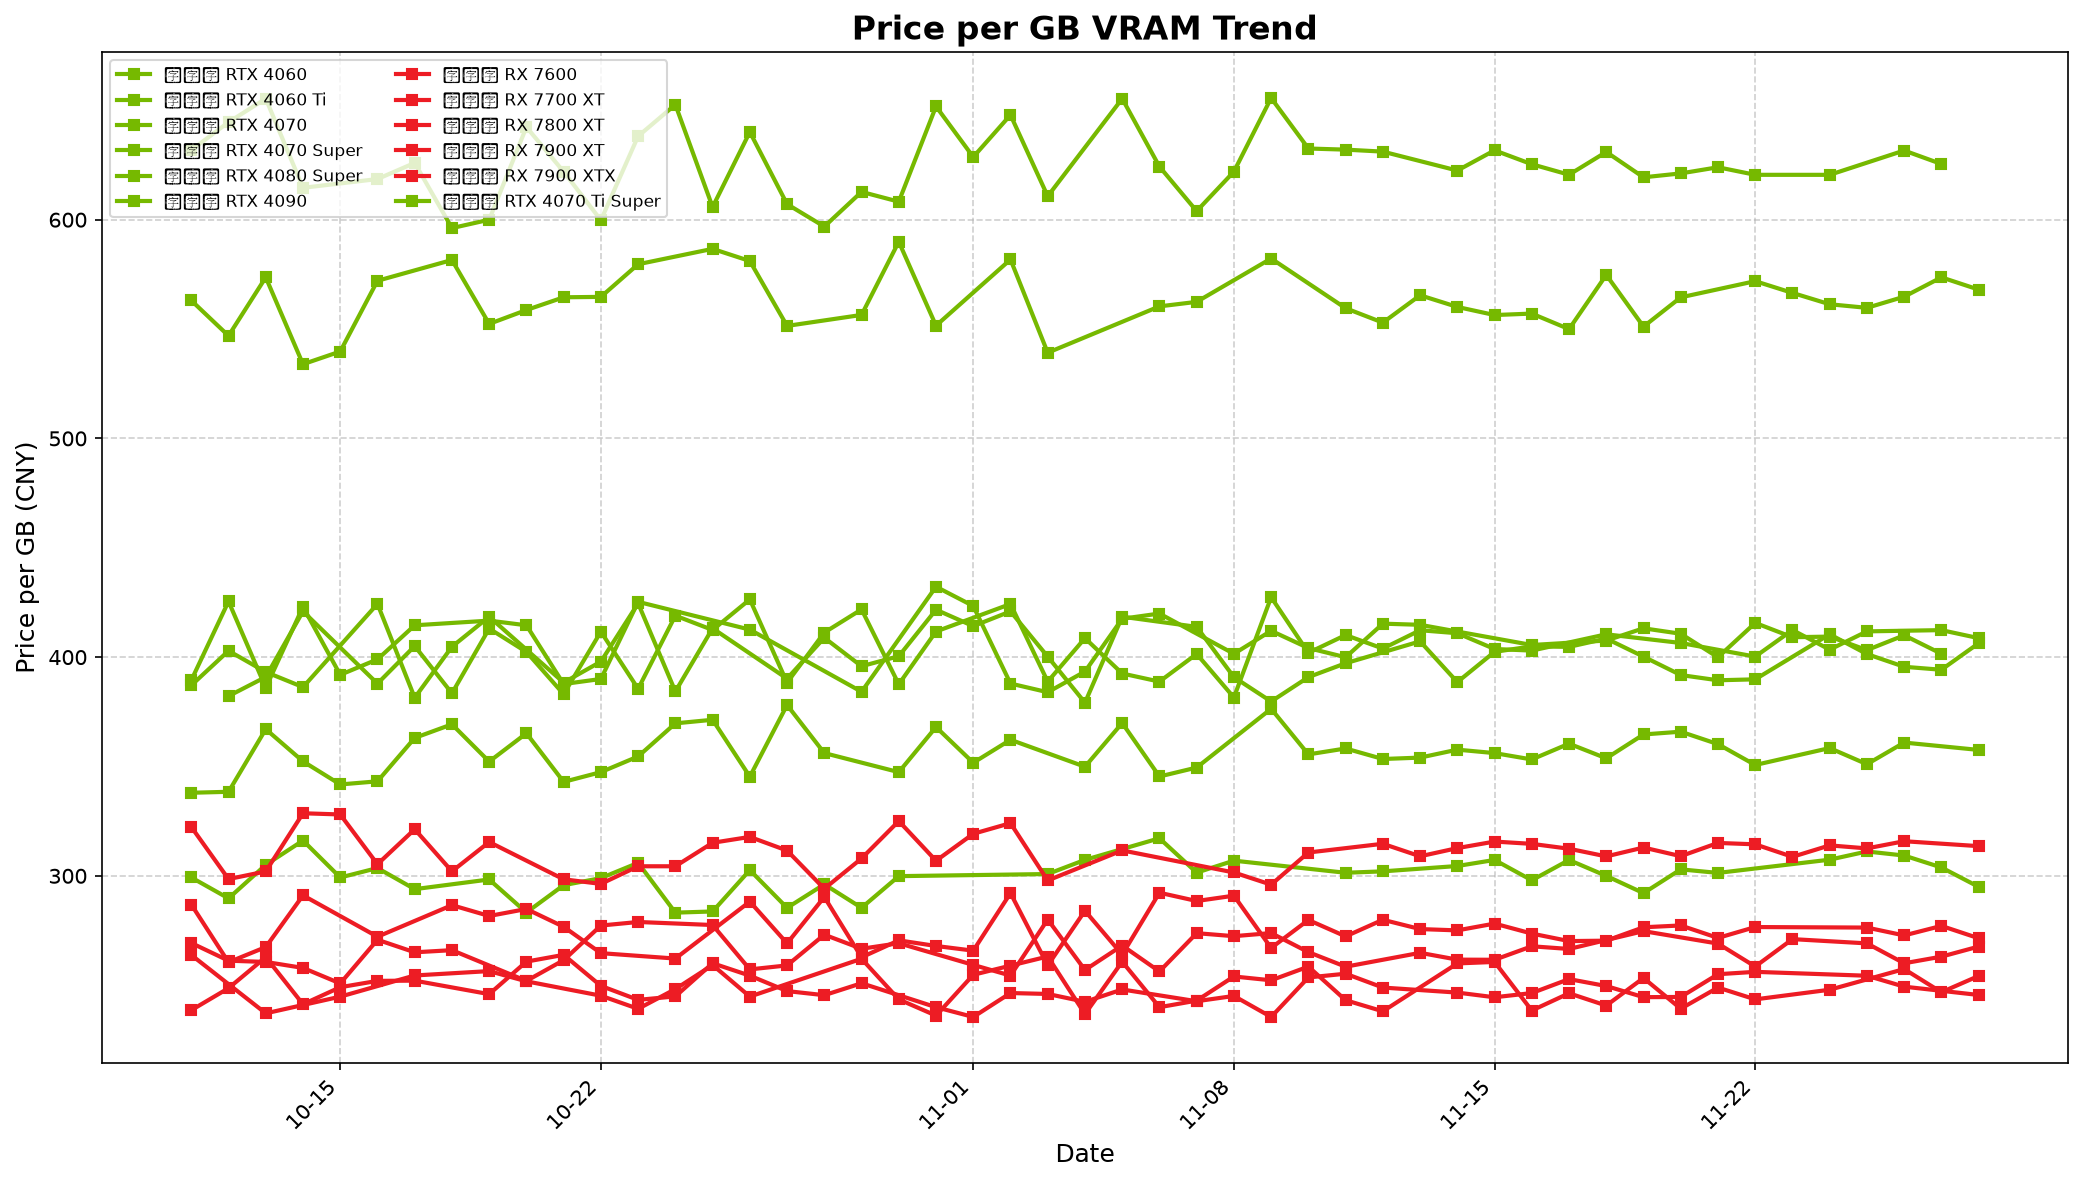 Price per GB VRAM Trend
RTX 4060
RTX 4060 Ti
RTX 4070
RTX 4070 Super
RTX 4080 Super
RTX 4090
RX 7600
RX 7700 XT
RX 7800 XT
RX 7900 XT
RX 7900 XTX
RTX 4070 Ti Super
Price per GB (CNY)
600
500
400
300
10-15
10-22
11-01
11-08
11-15
11-22
Date